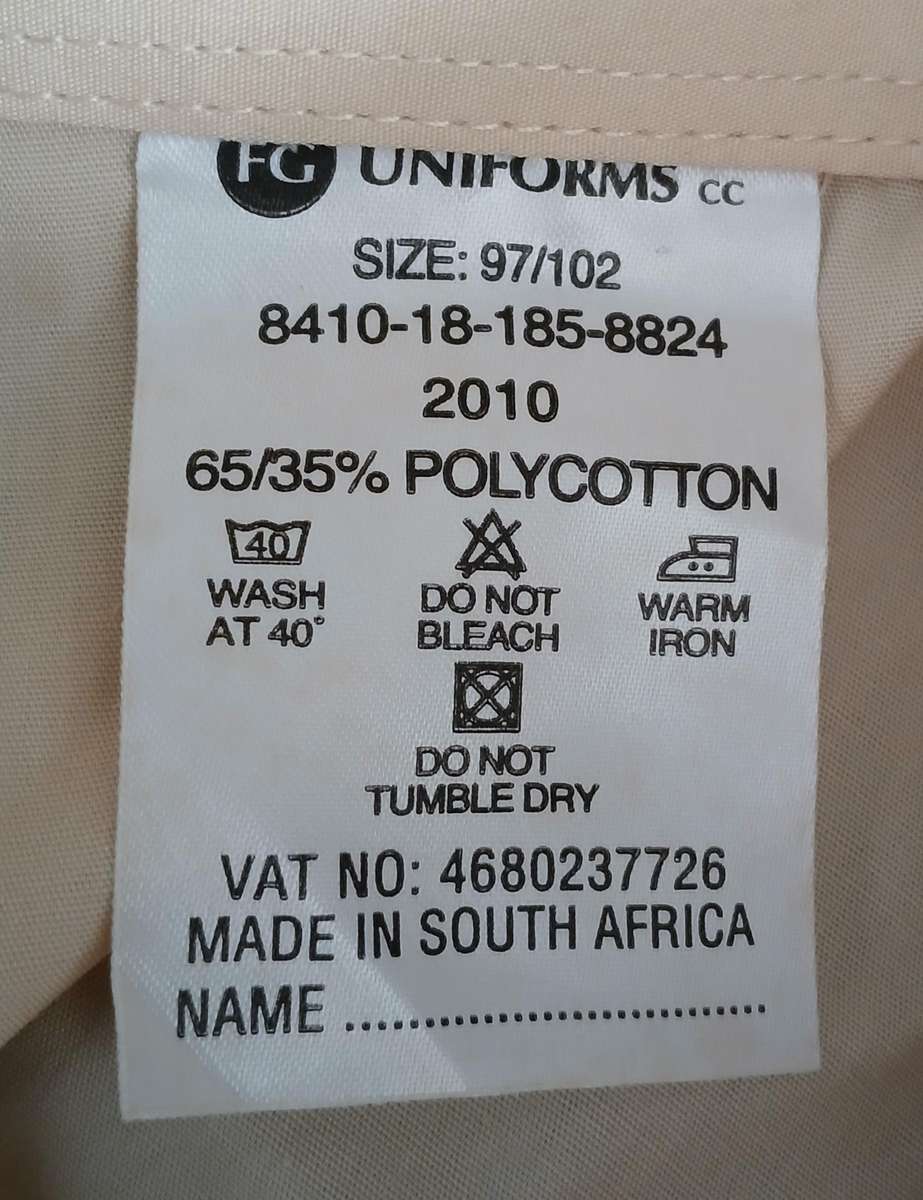 FG UNIFORMS CC
SIZE: 97/102
8410-18-185-8824
2010
65/35% POLYCOTTON
40
WASH AT 40°
DO NOT BLEACH
WARM IRON
DO NOT
TUMBLE DRY
VAT NO: 4680237726
MADE IN SOUTH AFRICA
NAME ..............................